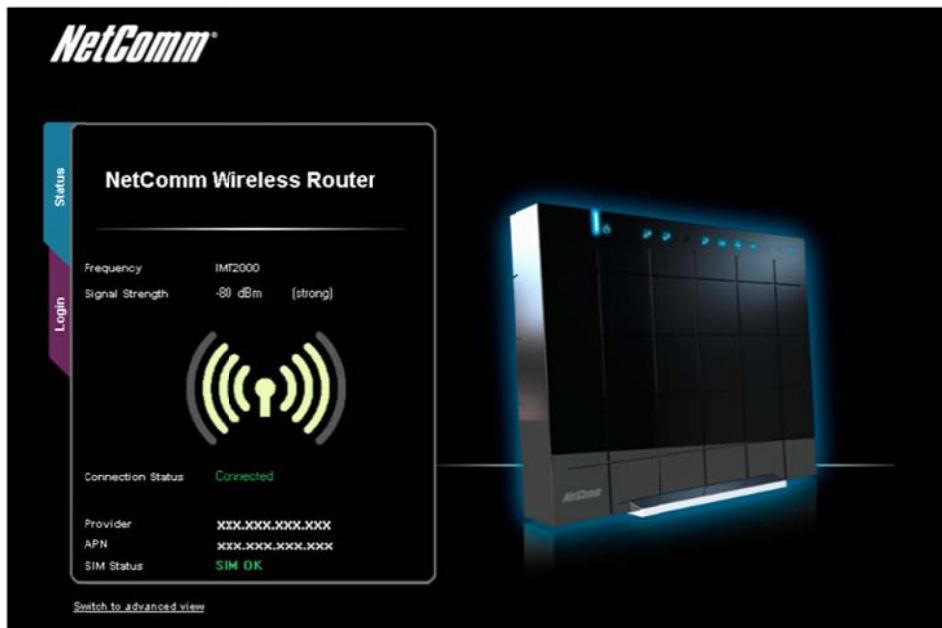 NetComm®
Status
Login
NetComm Wireless Router
Frequency IMT2000
Signal Strength -80 dBm (strong)
Connection Status Connected
Provider xxx.xxx.xxx.xxx
APN xxx.xxx.xxx.xxx
SIM Status SIM OK
Switch to advanced view
NetComm